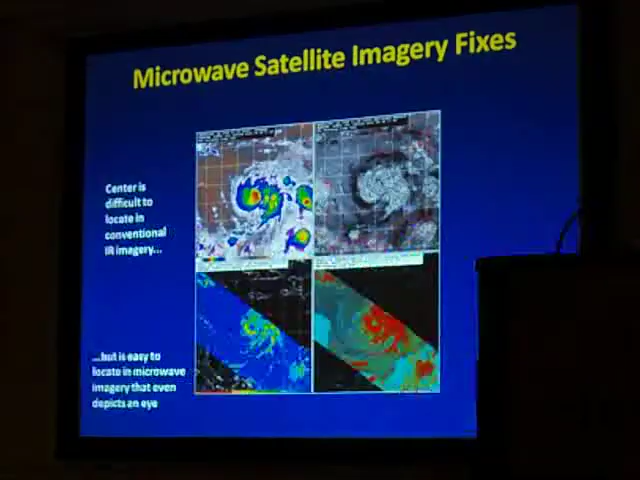 Microwave Satellite Imagery Fixes
Center is
difficult to
locate in
conventional
IR imagery...
...but is easy to
locate in microwave
imagery that even
depicts an eye